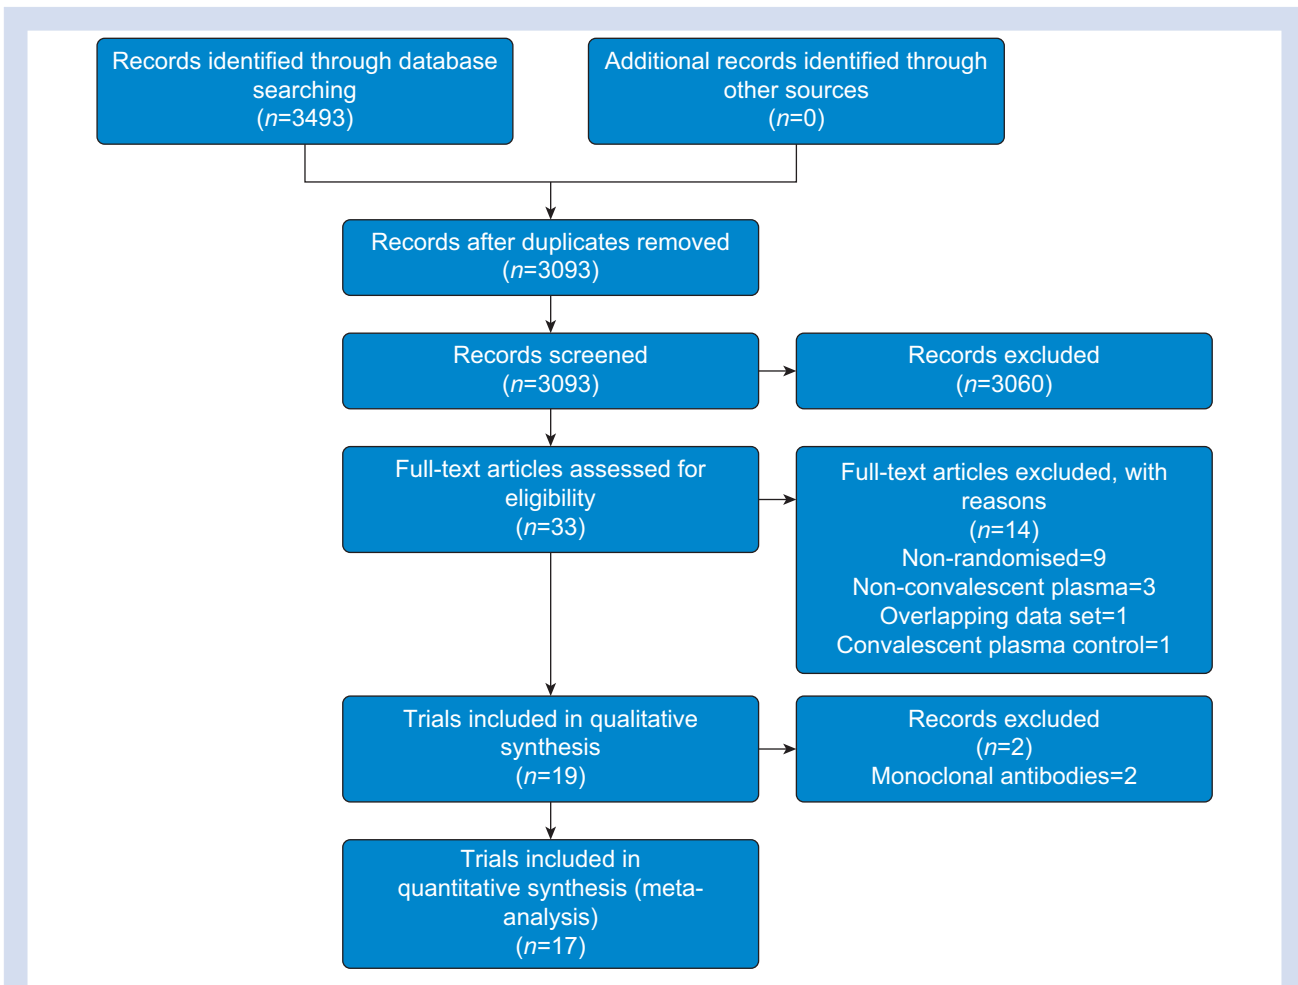 Records identified through database
searching
(n=3493)
Additional records identified through
other sources
(n=0)
Records after duplicates removed
(n=3093)
Records screened
(n=3093)
Records excluded
(n=3060)
Full-text articles assessed for
eligibility
(n=33)
Full-text articles excluded, with
reasons
(n=14)
Non-randomised=9
Non-convalescent plasma=3
Overlapping data set=1
Convalescent plasma control=1
Trials included in qualitative
synthesis
(n=19)
Records excluded
(n=2)
Monoclonal antibodies=2
Trials included in
quantitative synthesis (meta-
analysis)
(n=17)